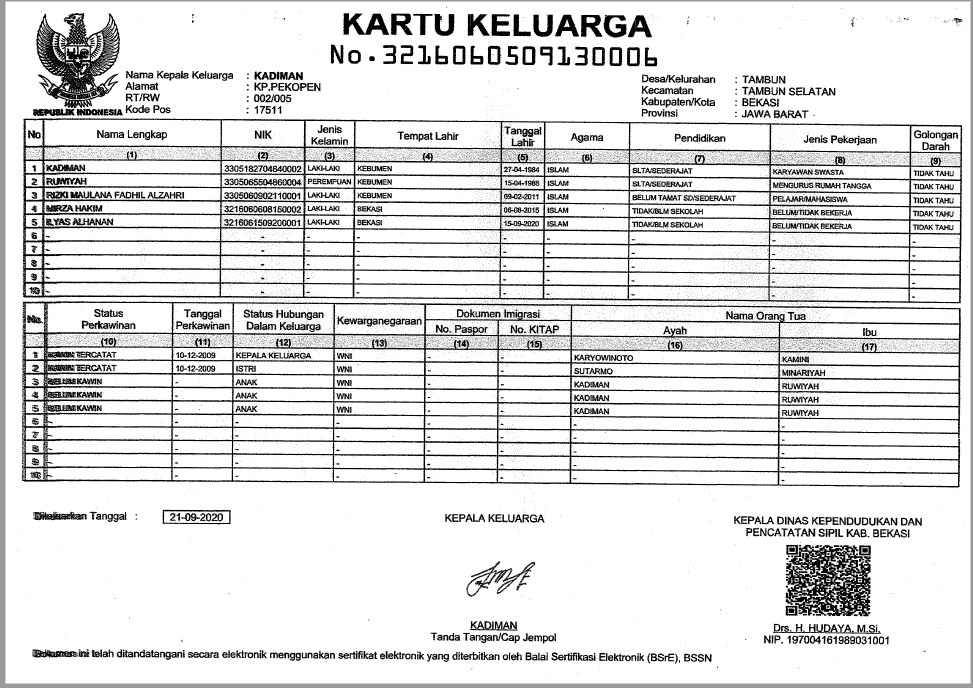 KARTU KELUARGA
No.3216060509130006
REPUBLIK INDONESIA
Nama Kepala Keluarga : KADIMAN
Alamat : KP.PEKOPEN
RT/RW : 002/005
Kode Pos : 17511
Desa/Kelurahan : TAMBUN
Kecamatan : TAMBUN SELATAN
Kabupaten/Kota : BEKASI
Provinsi : JAWA BARAT
No Nama Lengkap NIK Jenis Kelamin Tempat Lahir Tanggal Lahir Agama Pendidikan Jenis Pekerjaan Golongan Darah
(1) (2) (3) (4) (5) (6) (7) (8) (9)
1 KADIMAN 3305182704840002 LAKI-LAKI KEBUMEN 27-04-1984 ISLAM SLTA/SEDERAJAT KARYAWAN SWASTA TIDAK TAHU
2 RUWIYAH 3305065504860004 PEREMPUAN KEBUMEN 15-04-1986 ISLAM SLTA/SEDERAJAT MENGURUS RUMAH TANGGA TIDAK TAHU
3 RIZKI MAULANA FADHIL ALZAHRI 3305060902110001 LAKI-LAKI KEBUMEN 09-02-2011 ISLAM BELUM TAMAT SD/SEDERAJAT PELAJAR/MAHASISWA TIDAK TAHU
4 MIRZA HAKIM 3216060608150002 LAKI-LAKI BEKASI 06-08-2015 ISLAM TIDAK/BLM SEKOLAH BELUM/TIDAK BEKERJA TIDAK TAHU
5 ILYAS ALHANAN 3216061509200001 LAKI-LAKI BEKASI 15-09-2020 ISLAM TIDAK/BLM SEKOLAH BELUM/TIDAK BEKERJA TIDAK TAHU
6 - - - - - - - - -
7 - - - - - - - - -
8 - - - - - - - - -
9 - - - - - - - - -
10 - - - - - - - - -
No. Status Perkawinan Tanggal Perkawinan Status Hubungan Dalam Keluarga Kewarganegaraan Dokumen Imigrasi Nama Orang Tua
No. Paspor No. KITAP Ayah Ibu
(10) (11) (12) (13) (14) (15) (16) (17)
1 KAWIN TERCATAT 10-12-2009 KEPALA KELUARGA WNI - - KARYOWINOTO KAMINI
2 KAWIN TERCATAT 10-12-2009 ISTRI WNI - - SUTARMO MINARIYAH
3 BELUM KAWIN - ANAK WNI - - KADIMAN RUWIYAH
4 BELUM KAWIN - ANAK WNI - - KADIMAN RUWIYAH
5 BELUM KAWIN - ANAK WNI - - KADIMAN RUWIYAH
6 - - - - - - - -
7 - - - - - - - -
8 - - - - - - - -
9 - - - - - - - -
10 - - - - - - - -
Dikeluarkan Tanggal : 21-09-2020
KEPALA KELUARGA
KADIMAN
Tanda Tangan/Cap Jempol
KEPALA DINAS KEPENDUDUKAN DAN
PENCATATAN SIPIL KAB. BEKASI
Drs. H. HUDAYA, M.Si.
NIP. 197004161989031001
Dokumen ini telah ditandatangani secara elektronik menggunakan sertifikat elektronik yang diterbitkan oleh Balai Sertifikasi Elektronik (BSrE), BSSN